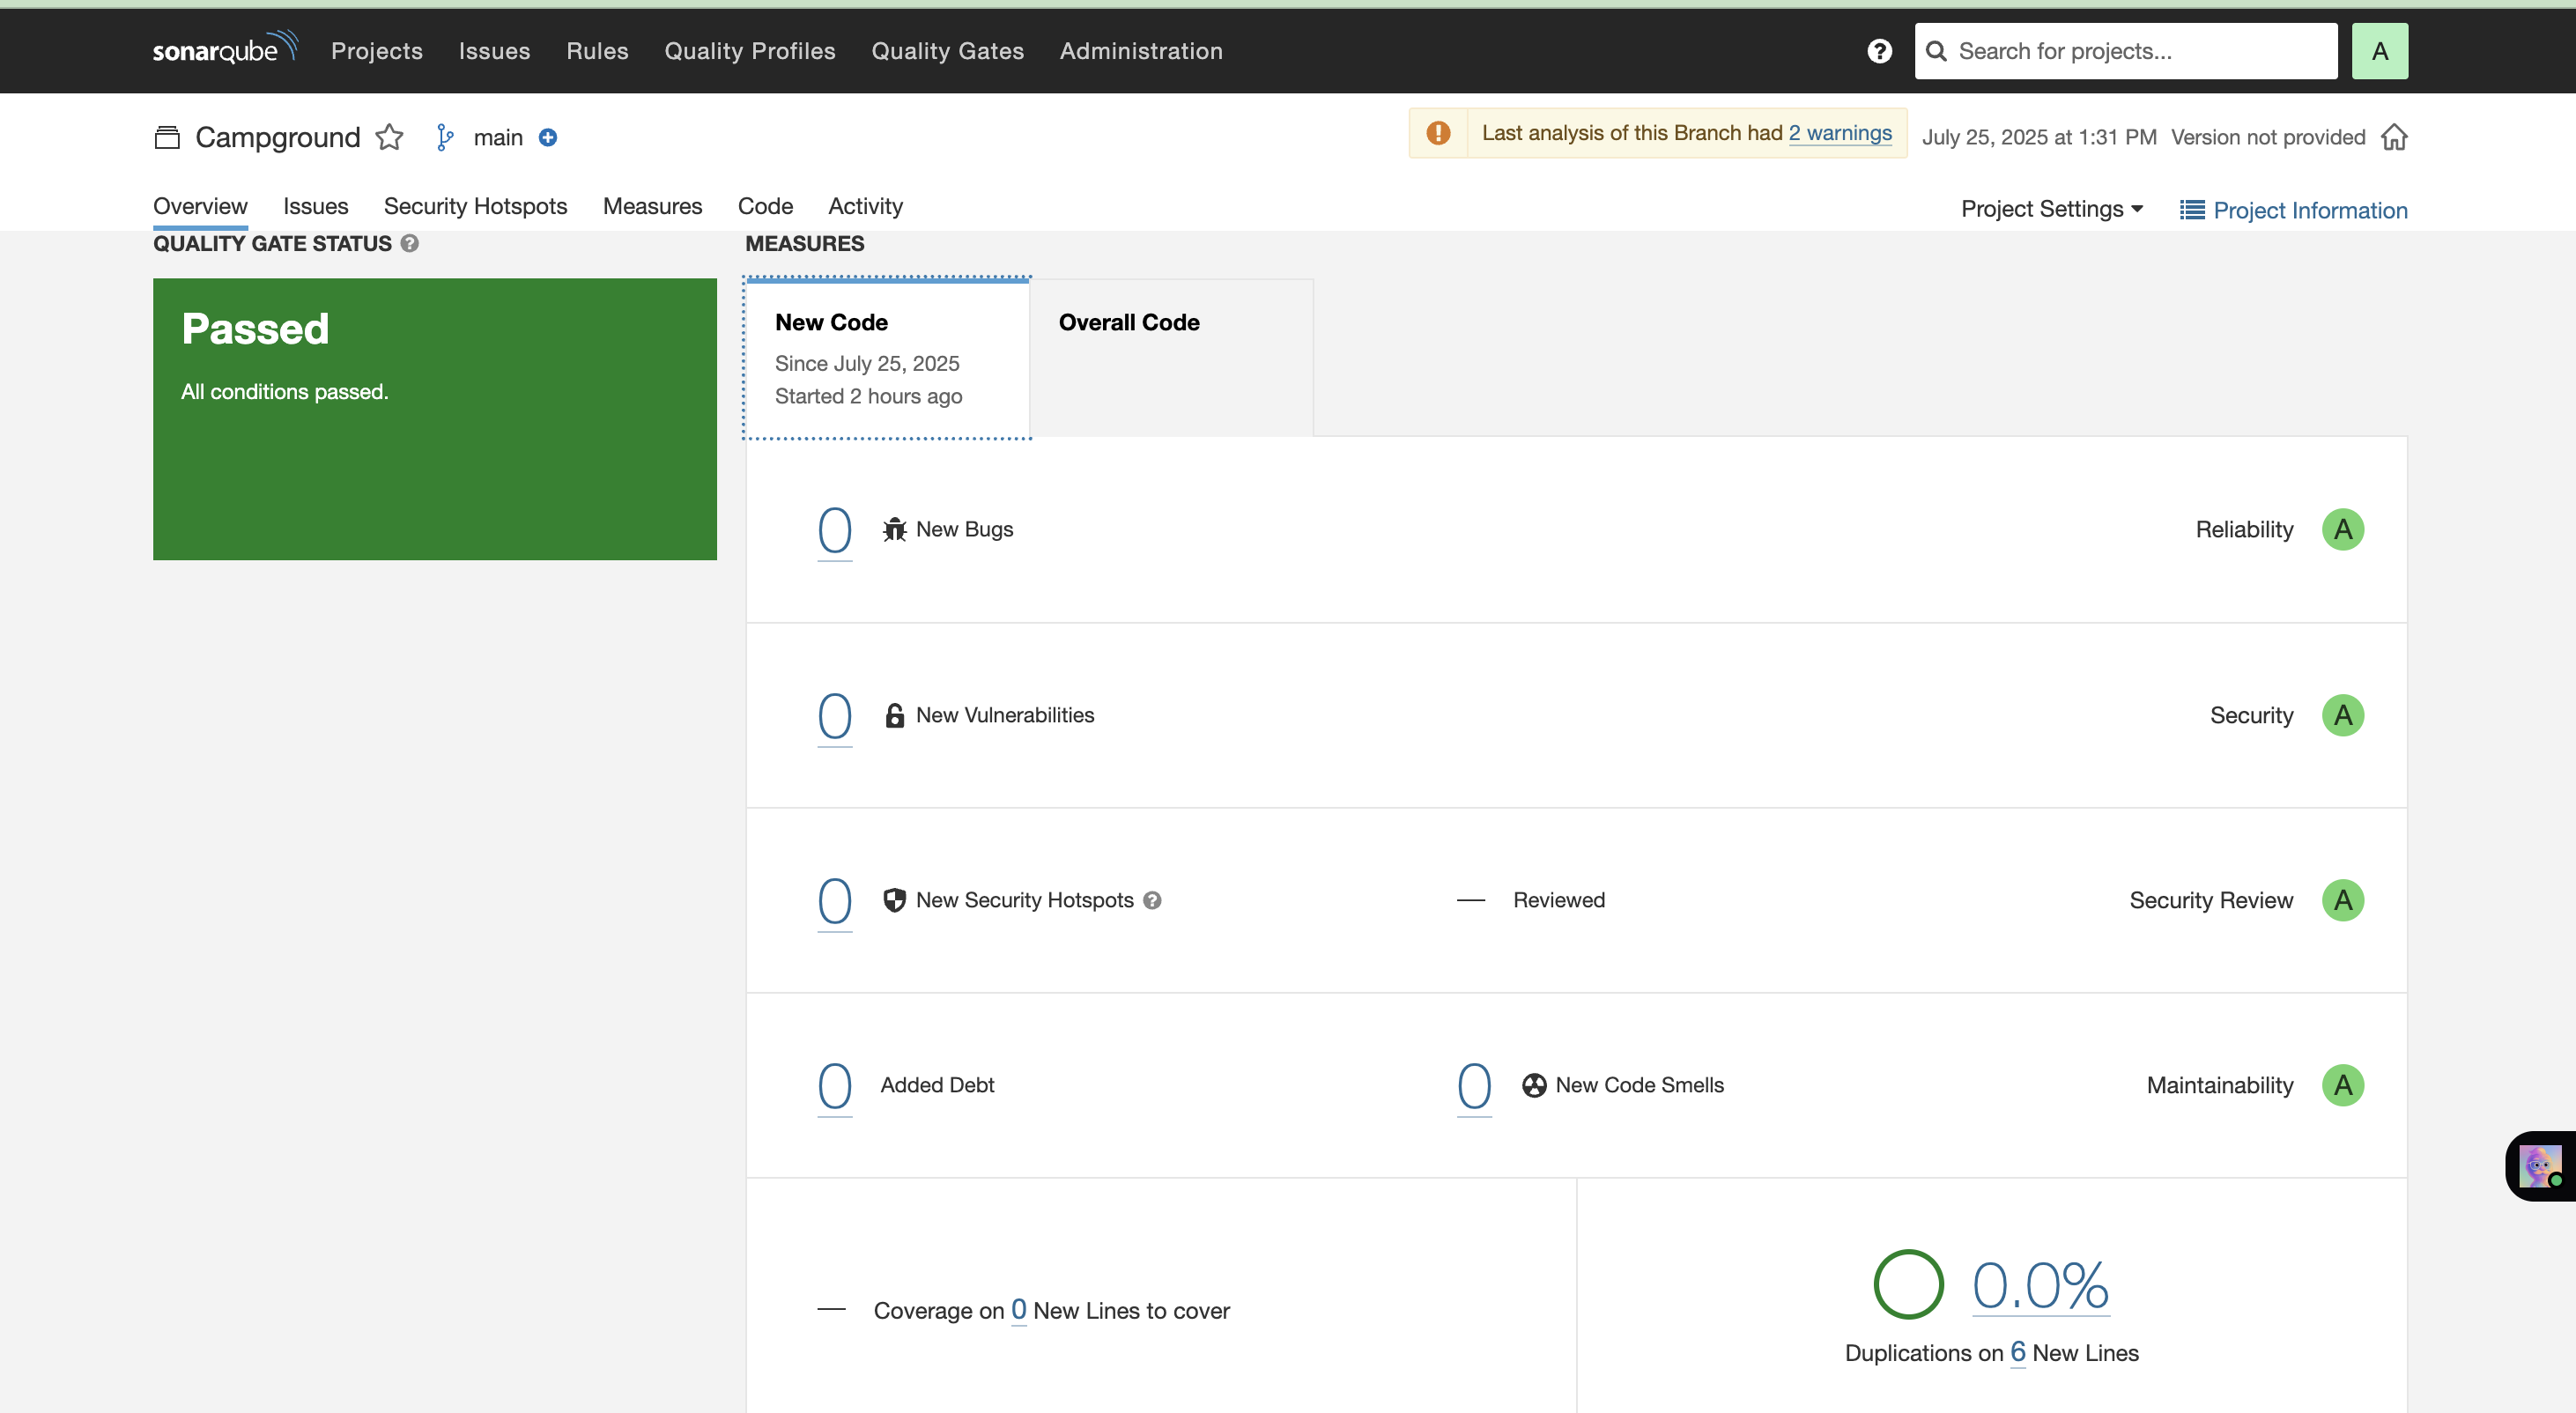 sonarqube Projects Issues Rules Quality Profiles Quality Gates Administration ? Search for projects... A
Campground main Last analysis of this Branch had 2 warnings July 25, 2025 at 1:31 PM Version not provided
Overview Issues Security Hotspots Measures Code Activity Project Settings Project Information
QUALITY GATE STATUS ?
Passed
All conditions passed.
MEASURES
New Code
Since July 25, 2025
Started 2 hours ago
Overall Code
0 New Bugs Reliability A
0 New Vulnerabilities Security A
0 New Security Hotspots ? — Reviewed Security Review A
0 Added Debt 0 New Code Smells Maintainability A
— Coverage on 0 New Lines to cover
0.0%
Duplications on 6 New Lines